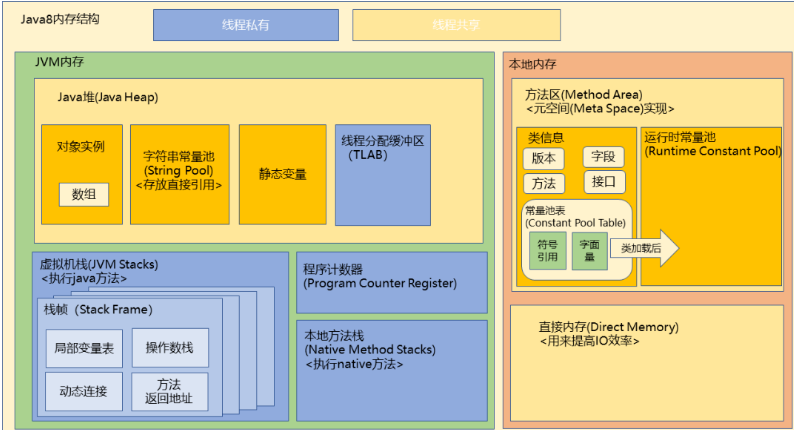 Java8内存结构
线程私有
线程共享
JVM内存
Java堆(Java Heap)
对象实例
数组
字符串常量池
(String Pool)
<存放直接引用>
静态变量
线程分配缓冲区
(TLAB)
虚拟机栈(JVM Stacks)
<执行java方法>
栈帧（Stack Frame）
局部变量表
操作数栈
动态连接
方法
返回地址
程序计数器
(Program Counter Register)
本地方法栈
(Native Method Stacks)
<执行native方法>
本地内存
方法区(Method Area)
<元空间(Meta Space)实现>
类信息
版本
字段
方法
接口
常量池表
(Constant Pool Table)
符号
引用
字面
量
类加载后
运行时常量池
(Runtime Constant Pool)
直接内存(Direct Memory)
<用来提高IO效率>